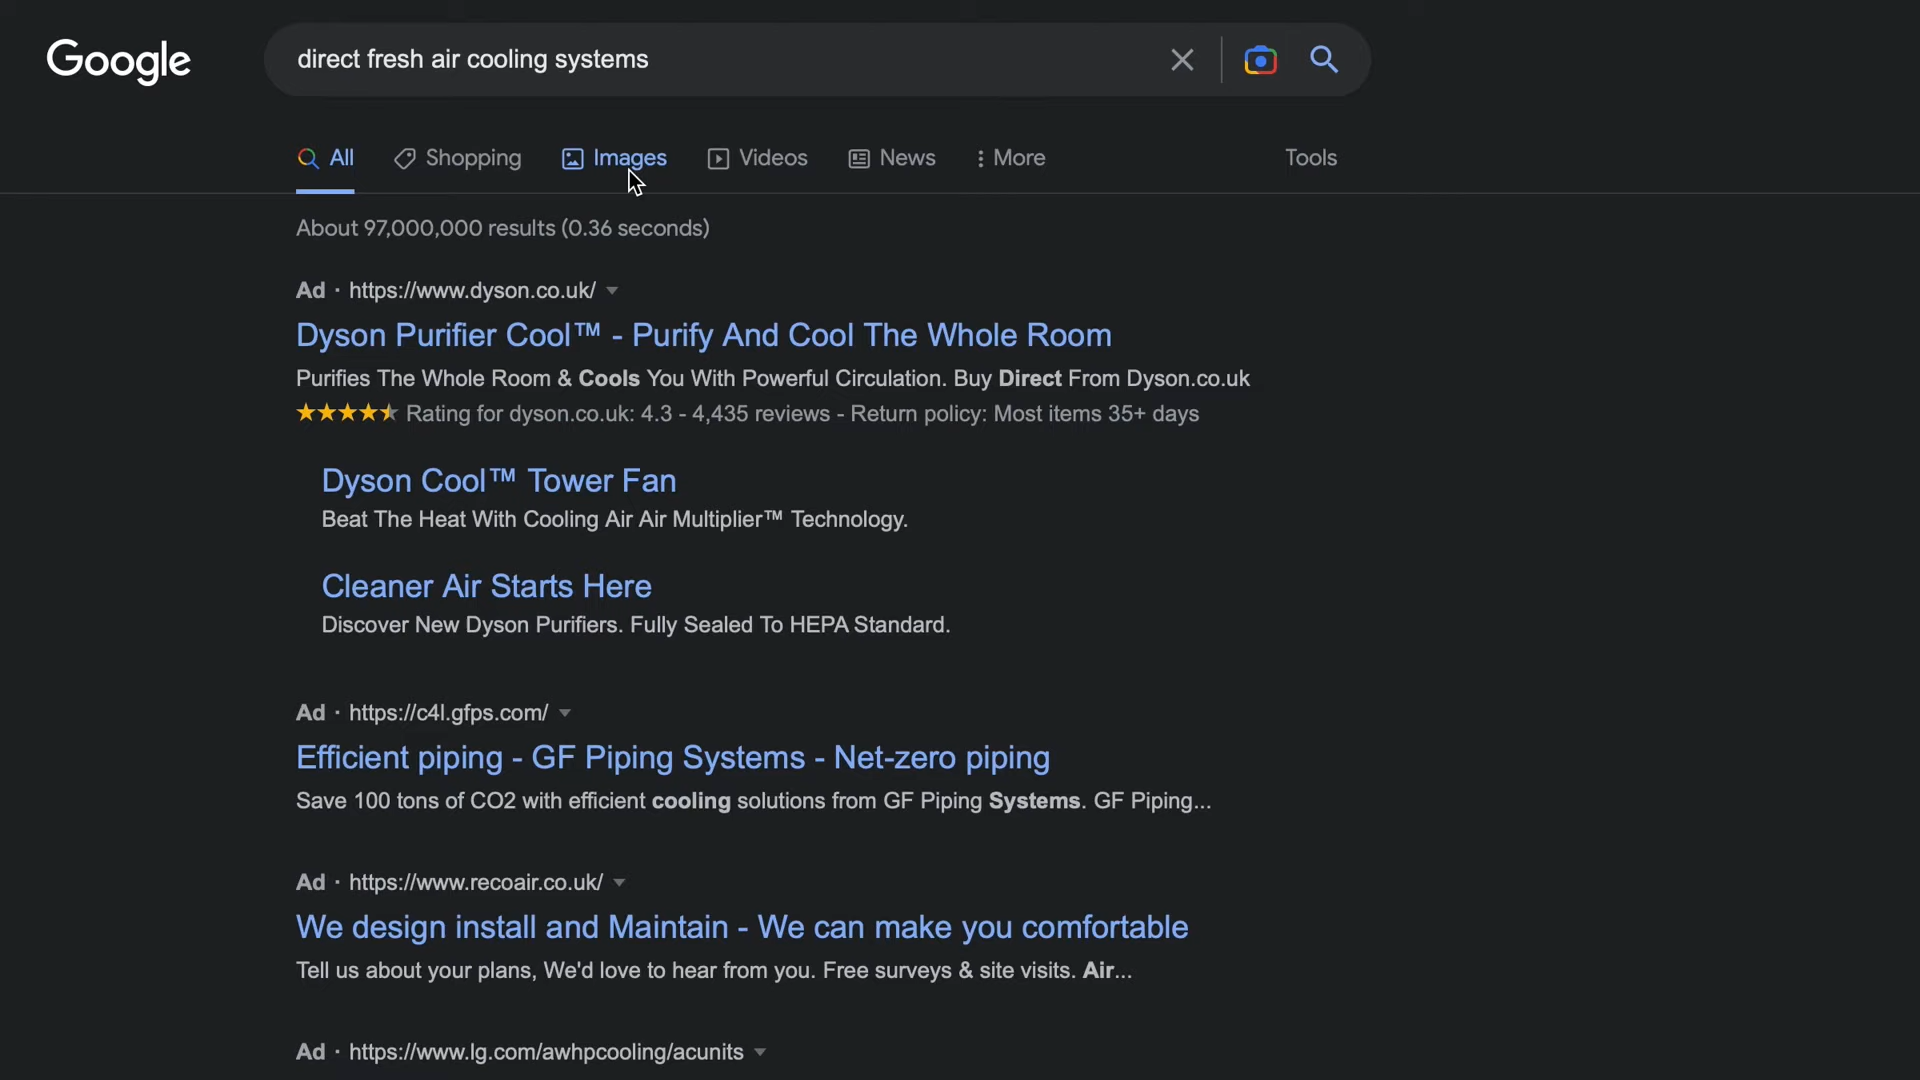 Google
direct fresh air cooling systems
All Shopping Images Videos News More Tools
About 97,000,000 results (0.36 seconds)
Ad · https://www.dyson.co.uk/
Dyson Purifier Cool™ - Purify And Cool The Whole Room
Purifies The Whole Room & Cools You With Powerful Circulation. Buy Direct From Dyson.co.uk
Rating for dyson.co.uk: 4.3 - 4,435 reviews - Return policy: Most items 35+ days
Dyson Cool™ Tower Fan
Beat The Heat With Cooling Air Air Multiplier™ Technology.
Cleaner Air Starts Here
Discover New Dyson Purifiers. Fully Sealed To HEPA Standard.
Ad · https://c4l.gfps.com/
Efficient piping - GF Piping Systems - Net-zero piping
Save 100 tons of CO2 with efficient cooling solutions from GF Piping Systems. GF Piping...
Ad · https://www.recoair.co.uk/
We design install and Maintain - We can make you comfortable
Tell us about your plans, We'd love to hear from you. Free surveys & site visits. Air...
Ad · https://www.lg.com/awhpcooling/acunits